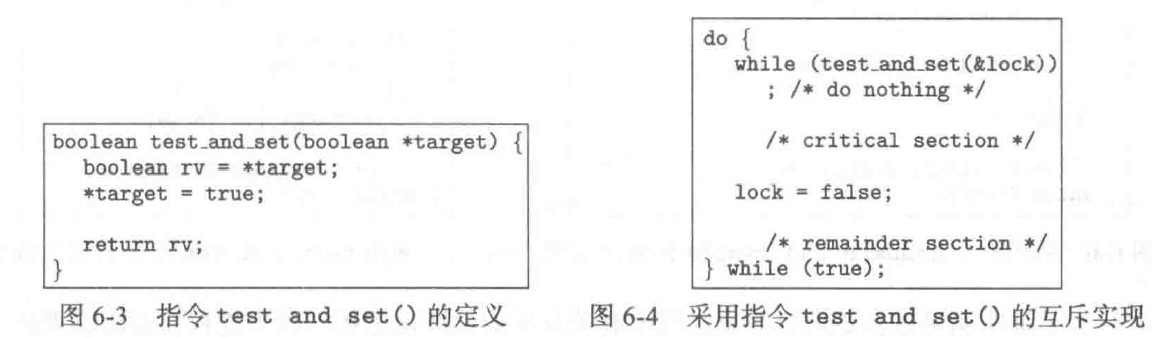 boolean test_and_set(boolean *target) {
boolean rv = *target;
*target = true;
return rv;
}
图 6-3 指令 test and set() 的定义
do {
while (test_and_set(&lock))
; /* do nothing */
/* critical section */
lock = false;
/* remainder section */
} while (true);
图 6-4 采用指令 test and set() 的互斥实现